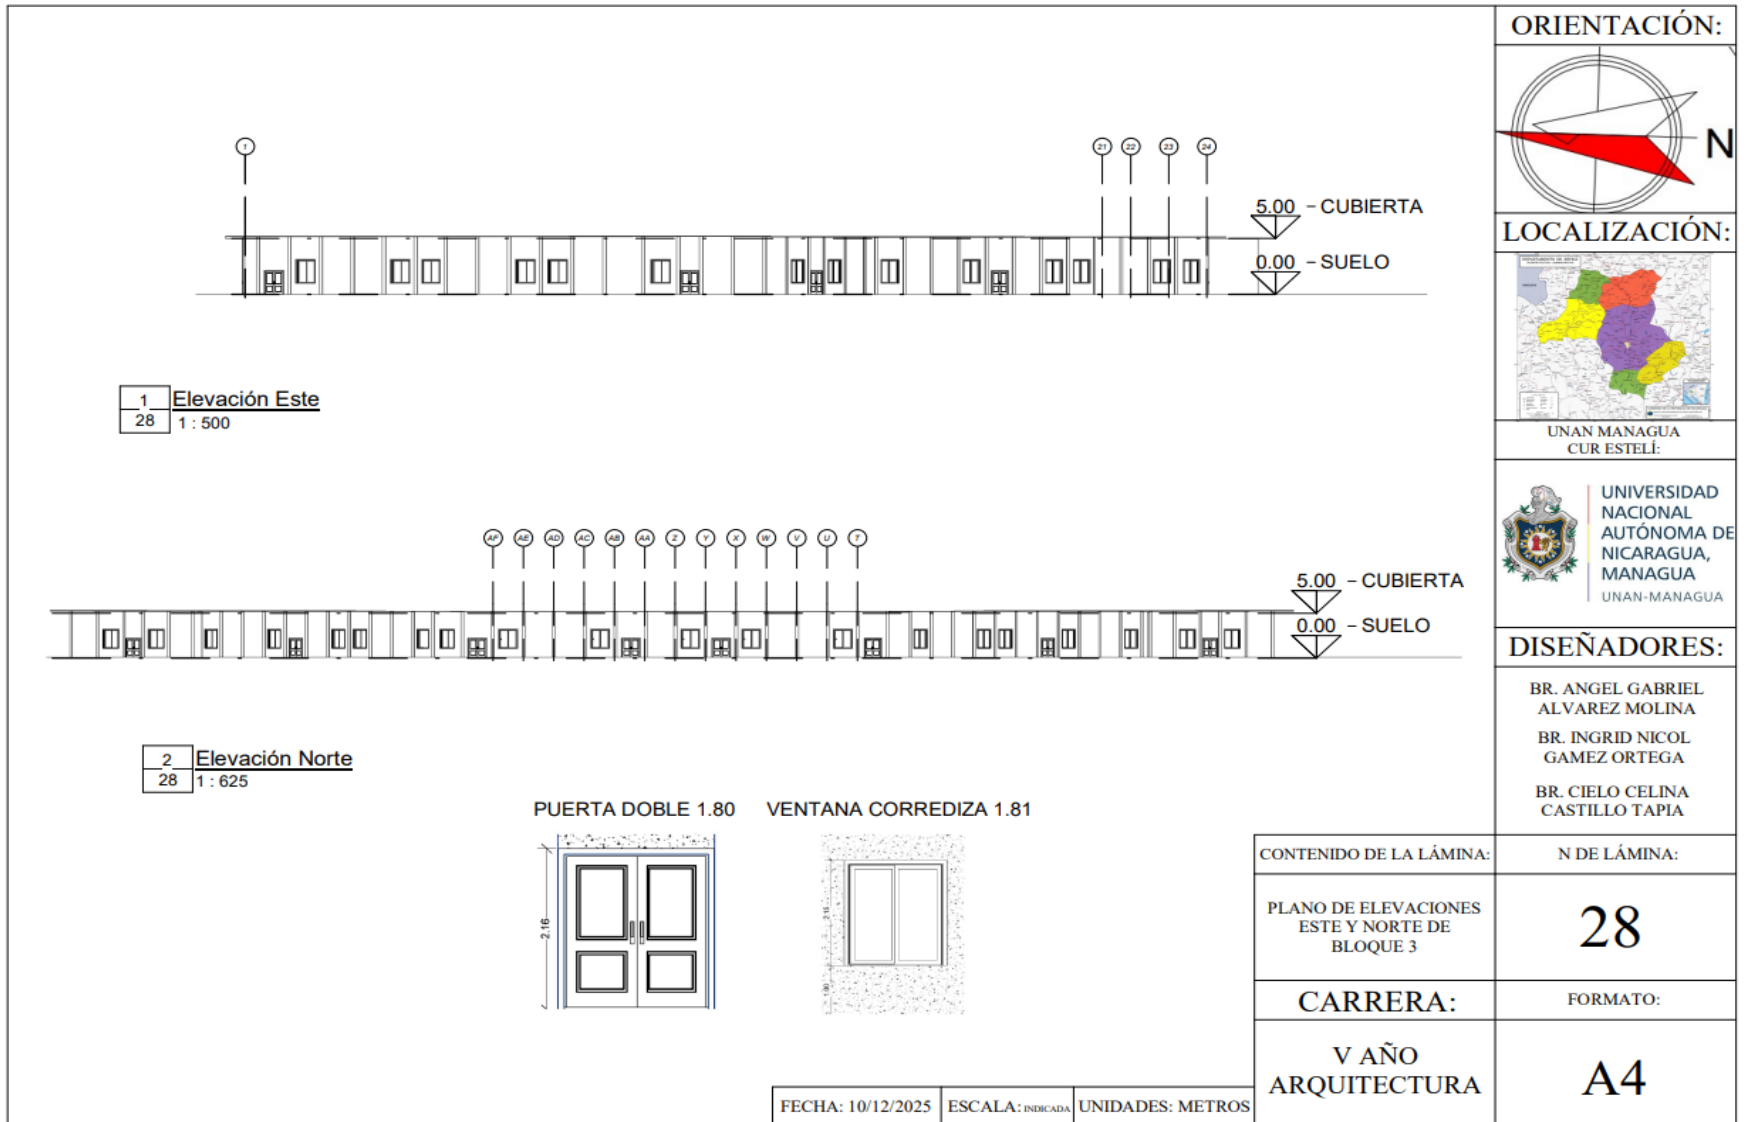 ORIENTACIÓN:
N
1
21
22
23
24
5.00 – CUBIERTA
0.00 – SUELO
LOCALIZACIÓN:
1
28
Elevación Este
1 : 500
UNAN MANAGUA
CUR ESTELÍ:
UNIVERSIDAD
NACIONAL
AUTÓNOMA DE
NICARAGUA,
MANAGUA
UNAN-MANAGUA
AF
AE
AD
AC
AB
AA
Z
Y
X
W
V
U
T
5.00 – CUBIERTA
0.00 – SUELO
DISEÑADORES:
BR. ANGEL GABRIEL
ALVAREZ MOLINA
BR. INGRID NICOL
GAMEZ ORTEGA
BR. CIELO CELINA
CASTILLO TAPIA
2
28
Elevación Norte
1 : 625
PUERTA DOBLE 1.80
VENTANA CORREDIZA 1.81
2.16
1.00
CONTENIDO DE LA LÁMINA:
N DE LÁMINA:
PLANO DE ELEVACIONES
ESTE Y NORTE DE
BLOQUE 3
28
CARRERA:
FORMATO:
V AÑO
ARQUITECTURA
A4
FECHA: 10/12/2025
ESCALA: INDICADA
UNIDADES: METROS